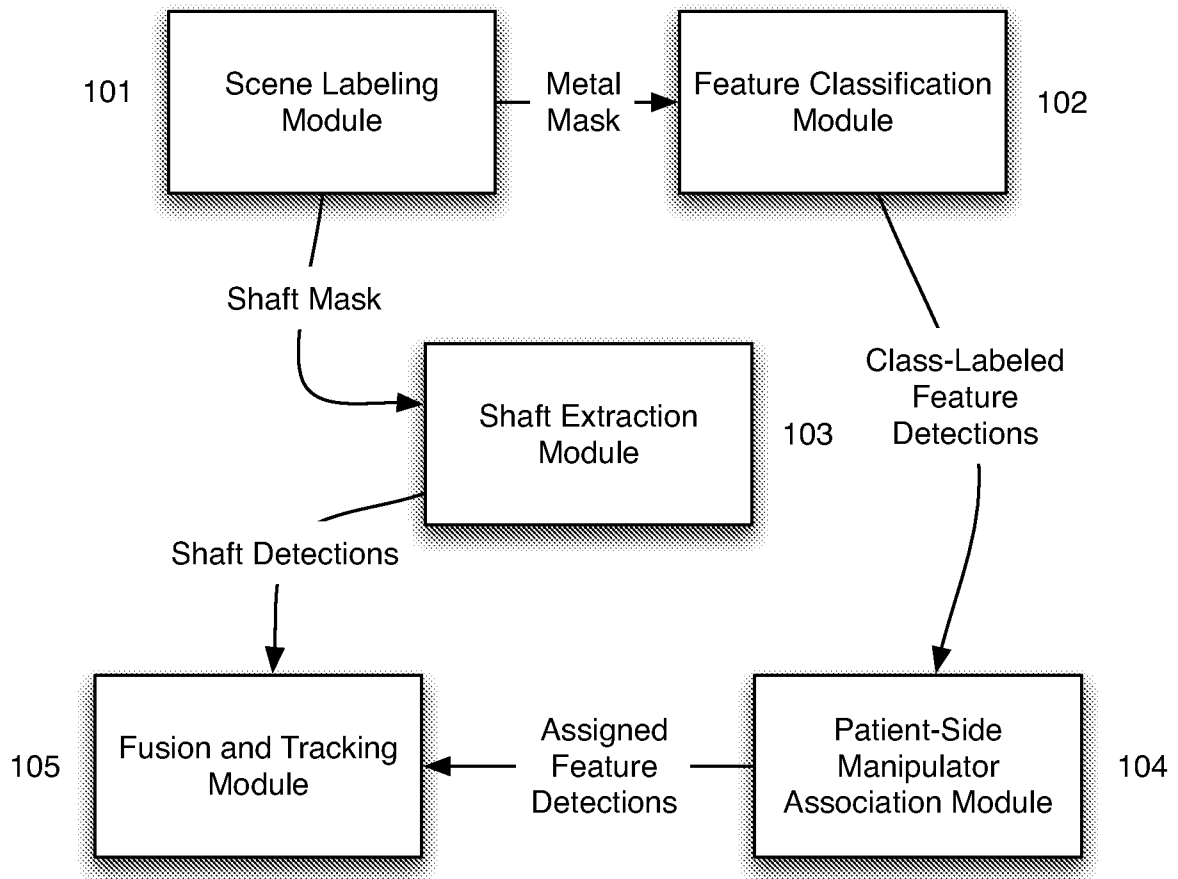 101
Scene Labeling
Module
Metal
Mask
Feature Classification
Module
102
Shaft Mask
Shaft Extraction
Module
103
Class-Labeled
Feature
Detections
Shaft Detections
105
Fusion and Tracking
Module
Assigned
Feature
Detections
Patient-Side
Manipulator
Association Module
104